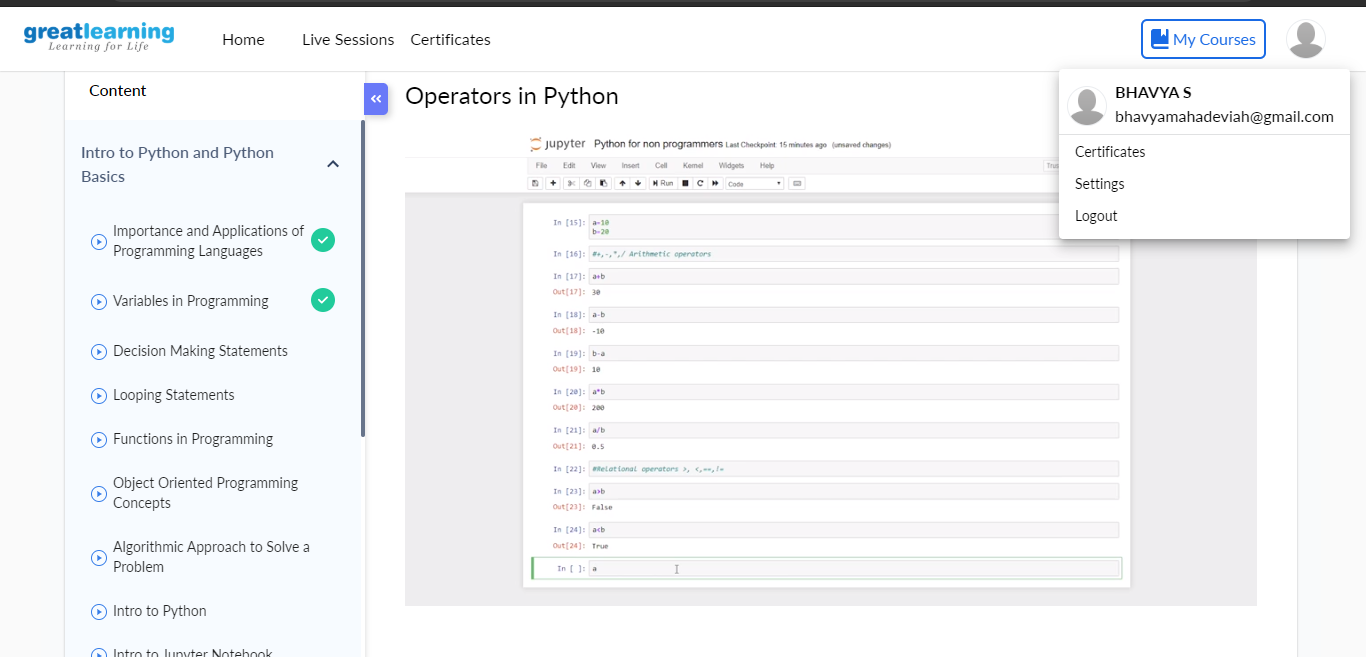 greatlearning
Learning for Life
Home
Live Sessions
Certificates
My Courses
BHAVYA S
bhavyamahadeviah@gmail.com
Certificates
Settings
Logout
Content
Intro to Python and Python
Basics
Importance and Applications of
Programming Languages
Variables in Programming
Decision Making Statements
Looping Statements
Functions in Programming
Object Oriented Programming
Concepts
Algorithmic Approach to Solve a
Problem
Intro to Python
Intro to Jupyter Notebook
«
Operators in Python
jupyter Python for non programmers Last Checkpoint: 15 minutes ago (unsaved changes)
File Edit View Insert Cell Kernel Widgets Help
Run Code
In [15]: a=10
b=20
In [16]: #+,-,*,/ Arithmetic operators
In [17]: a+b
Out[17]: 30
In [18]: a-b
Out[18]: -10
In [19]: b-a
Out[19]: 10
In [20]: a*b
Out[20]: 200
In [21]: a/b
Out[21]: 0.5
In [22]: #Relational operators >, <,==,!=
In [23]: a>b
Out[23]: False
In [24]: a<b
Out[24]: True
In [ ]: a